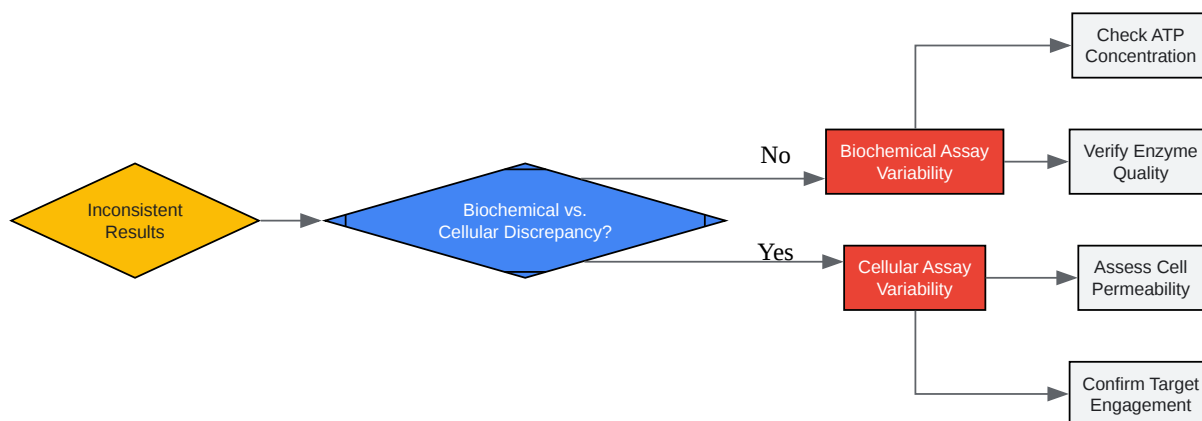 Check ATP
Concentration
No
Biochemical Assay
Variability
Verify Enzyme
Quality
Inconsistent
Results
Biochemical vs.
Cellular Discrepancy?
Yes
Cellular Assay
Variability
Assess Cell
Permeability
Confirm Target
Engagement